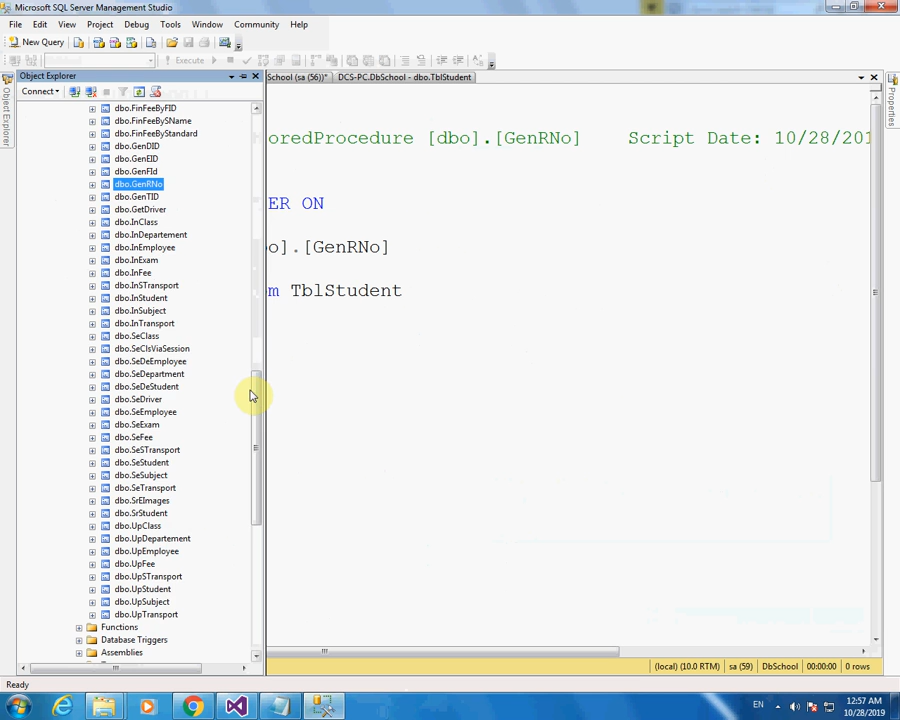 Microsoft SQL Server Management Studio
File Edit View Project Debug Tools Window Community Help
New Query
Execute
Object Explorer
chool (sa (56))* DCS-PC.DbSchool - dbo.TblStudent
Connect
Object Explorer
Properties
dbo.FinFeeByFID
dbo.FinFeeBySName
dbo.FinFeeByStandard
dbo.GenDID
dbo.GenEID
dbo.GenFId
dbo.GenRNo
dbo.GenTID
dbo.GetDriver
dbo.InClass
dbo.InDepartement
dbo.InEmployee
dbo.InExam
dbo.InFee
dbo.InSTransport
dbo.InStudent
dbo.InSubject
dbo.InTransport
dbo.SeClass
dbo.SeClsViaSession
dbo.SeDeEmployee
dbo.SeDepartment
dbo.SeDeStudent
dbo.SeDriver
dbo.SeEmployee
dbo.SeExam
dbo.SeFee
dbo.SeSTransport
dbo.SeStudent
dbo.SeSubject
dbo.SeTransport
dbo.SrEImages
dbo.SrStudent
dbo.UpClass
dbo.UpDepartement
dbo.UpEmployee
dbo.UpFee
dbo.UpSTransport
dbo.UpStudent
dbo.UpSubject
dbo.UpTransport
Functions
Database Triggers
Assemblies
oredProcedure [dbo].[GenRNo] Script Date: 10/28/201
ER ON
o].[GenRNo]
m TblStudent
(local) (10.0 RTM) sa (59) DbSchool 00:00:00 0 rows
Ready
EN
12:57 AM
10/28/2019